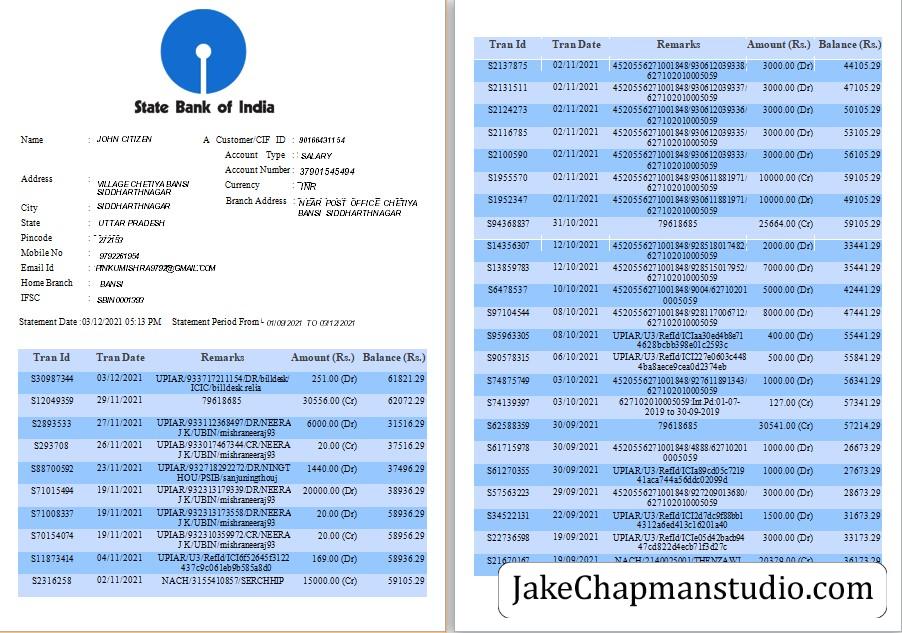 State Bank of India
Name : JOHN CITIZEN
A Customer/CIF ID : 90166431154
Account Type : SALARY
Account Number : 37901545494
Address : VILLAGE CHETIYA BANSI
SIDDHARTHNAGAR
Currency : INR
Branch Address : NEAR POST OFFICE CHETIYA
BANSI SIDDHARTHNAGAR
City : SIDDHARTHNAGAR
State : UTTAR PRADESH
Pincode : 272153
Mobile No : 9792261954
Email Id : PINKUMISHRA9792@GMAIL.COM
Home Branch : BANSI
IFSC : SBIN0001393
Statement Date :03/12/2021 05:13 PM Statement Period From : 01/09/2021 TO 03/12/2021
Tran Id Tran Date Remarks Amount (Rs.) Balance (Rs.)
S30987344 03/12/2021 UPIAR/933717211154/DR/billdesk/ 251.00 (Dr) 61821.29
ICIC/billdesk.relia
S12049359 29/11/2021 79618685 30556.00 (Cr) 62072.29
S2893533 27/11/2021 UPIAR/933112368497/DR/NEERA 6000.00 (Dr) 31516.29
J K/UBIN/mishraneeraj93
S293708 26/11/2021 UPIAB/933017467344/CR/NEERA 20.00 (Cr) 37516.29
J K/UBIN/mishraneeraj93
S88700592 23/11/2021 UPIAR/932718292272/DR/NINGT 1440.00 (Dr) 37496.29
HOU/PSIB/sanjuningthouj
S71015494 19/11/2021 UPIAR/932313179339/DR/NEERA 20000.00 (Dr) 38936.29
J K/UBIN/mishraneeraj93
S71008337 19/11/2021 UPIAR/932313173558/DR/NEERA 20.00 (Dr) 58936.29
J K/UBIN/mishraneeraj93
S70154074 19/11/2021 UPIAB/932310359972/CR/NEERA 20.00 (Cr) 58956.29
J K/UBIN/mishraneeraj93
S11873414 04/11/2021 UPIAR/U3/RefId/ICI6f52645f3122 169.00 (Dr) 58936.29
437c9c061eb9b585a8d0
S2316258 02/11/2021 NACH/3155410857/SERCHHIP 15000.00 (Cr) 59105.29
Tran Id Tran Date Remarks Amount (Rs.) Balance (Rs.)
S2137875 02/11/2021 4520556271001848/930612039338/ 3000.00 (Dr) 44105.29
627102010005059
S2131511 02/11/2021 4520556271001848/930612039337/ 3000.00 (Dr) 47105.29
627102010005059
S2124273 02/11/2021 4520556271001848/930612039336/ 3000.00 (Dr) 50105.29
627102010005059
S2116785 02/11/2021 4520556271001848/930612039335/ 3000.00 (Dr) 53105.29
627102010005059
S2100590 02/11/2021 4520556271001848/930612039333/ 3000.00 (Dr) 56105.29
627102010005059
S1955570 02/11/2021 4520556271001848/930611881971/ 10000.00 (Cr) 59105.29
627102010005059
S1952347 02/11/2021 4520556271001848/930611881971/ 10000.00 (Dr) 49105.29
627102010005059
S94368837 31/10/2021 79618685 25664.00 (Cr) 59105.29
S14356307 12/10/2021 4520556271001848/928518017482/ 2000.00 (Dr) 33441.29
627102010005059
S13859783 12/10/2021 4520556271001848/928515017952/ 7000.00 (Dr) 35441.29
627102010005059
S6478537 10/10/2021 4520556271001848/9004/62710201 5000.00 (Dr) 42441.29
0005059
S97104544 08/10/2021 4520556271001848/928117006712/ 8000.00 (Dr) 47441.29
627102010005059
S95963305 08/10/2021 UPIAR/U3/RefId/ICIaa30ed4b8e71 400.00 (Dr) 55441.29
4628bcbb398e01c2593c
S90578315 06/10/2021 UPIAR/U3/RefId/ICI227e0603c448 500.00 (Dr) 55841.29
4ba8aece9cea0d2374eb
S74875749 03/10/2021 4520556271001848/927611891343/ 1000.00 (Dr) 56341.29
627102010005059
S74139397 03/10/2021 627102010005059:Int.Pd:01-07- 127.00 (Cr) 57341.29
2019 to 30-09-2019
S62588359 30/09/2021 79618685 30541.00 (Cr) 57214.29
S61715978 30/09/2021 4520556271001848/4888/62710201 1000.00 (Dr) 26673.29
0005059
S61270355 30/09/2021 UPIAR/U3/RefId/ICIa89cd05c7219 1000.00 (Dr) 27673.29
41aca744a56ddc02099d
S57563223 29/09/2021 4520556271001848/927209013680/ 3000.00 (Dr) 28673.29
627102010005059
S34522131 22/09/2021 UPIAR/U3/RefId/ICI2d7dc9f88bb1 1500.00 (Dr) 31673.29
4312a6ed413c16201a40
S22736598 19/09/2021 UPIAR/U3/RefId/ICIe05d42bacb94 3000.00 (Dr) 33173.29
47cd822d4ecb71f3d27c
S21670167 19/09/2021 NACH/2140025001/THENZAWL 20379.00 (Cr) 36173.29
JakeChapmanstudio.com